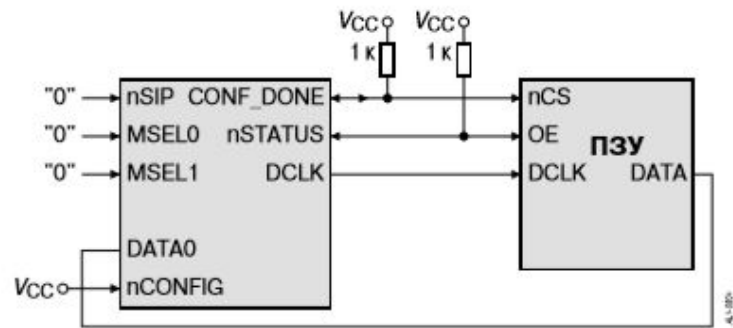 VCC VCC
1 к 1 к
"0" nSIP CONF_DONE nCS
"0" MSEL0 nSTATUS OE
ПЗУ
"0" MSEL1 DCLK DCLK DATA
DATA0
VCC nCONFIG